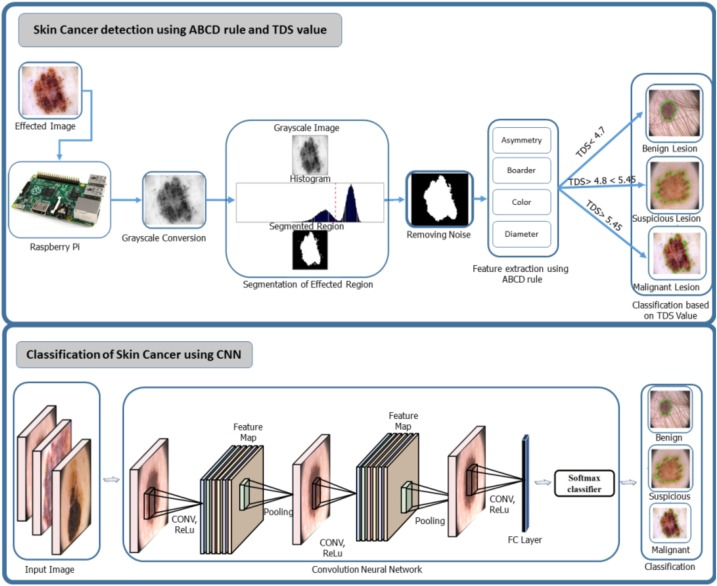 Skin Cancer detection using ABCD rule and TDS value
Effected Image
Raspberry Pi
Grayscale Conversion
Grayscale Image
Histogram
Segmented Region
Segmentation of Effected Region
Removing Noise
Asymmetry
Boarder
Color
Diameter
Feature extraction using
ABCD rule
TDS< 4.7
TDS> 4.8 < 5.45
TDS> 5.45
Benign Lesion
Suspicious Lesion
Malignant Lesion
Classification based
on TDS Value
Classification of Skin Cancer using CNN
Input Image
CONV,
ReLu
Feature
Map
Pooling
CONV,
ReLu
Feature
Map
Pooling
CONV,
ReLu
FC Layer
Softmax
classifier
Convolution Neural Network
Benign
Suspicious
Malignant
Classification